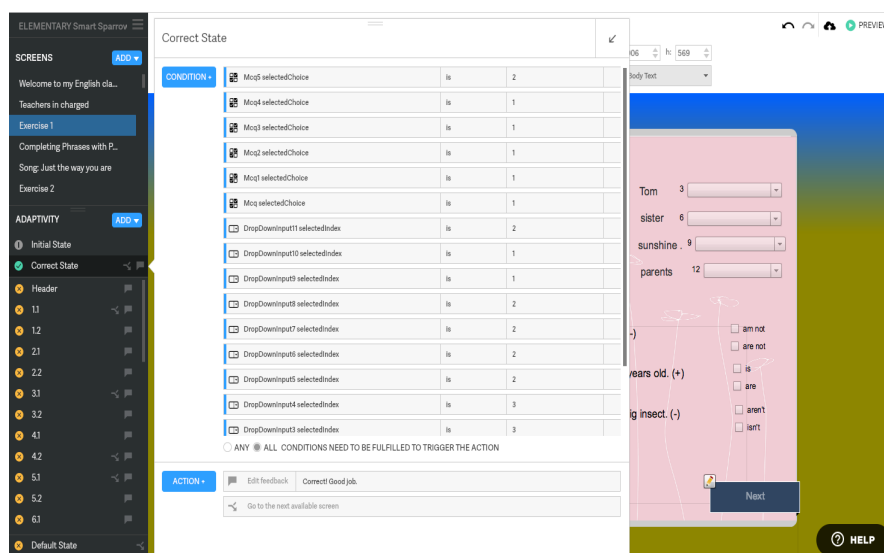 ELEMENTARY Smart Sparrow
SCREENS
ADD
Welcome to my English cla...
Teachers in charged
Exercise 1
Completing Phrases with P...
Song: Just the way you are
Exercise 2
ADAPTIVITY
ADD
Initial State
Correct State
Header
1.1
1.2
2.1
2.2
3.1
3.2
4.1
4.2
5.1
5.2
6.1
Default State
Correct State
CONDITION +
Mcq5 selectedChoice is 2
Mcq4 selectedChoice is 1
Mcq3 selectedChoice is 1
Mcq2 selectedChoice is 1
Mcq1 selectedChoice is 1
Mcq selectedChoice is 1
DropDownInput11 selectedIndex is 2
DropDownInput10 selectedIndex is 1
DropDownInput9 selectedIndex is 1
DropDownInput8 selectedIndex is 2
DropDownInput7 selectedIndex is 2
DropDownInput6 selectedIndex is 2
DropDownInput5 selectedIndex is 2
DropDownInput4 selectedIndex is 3
DropDownInput3 selectedIndex is 3
ANY ALL CONDITIONS NEED TO BE FULFILLED TO TRIGGER THE ACTION
ACTION +
Edit feedback Correct! Good job.
Go to the next available screen
PREVIEW
06 h: 569
Body Text
Tom 3
sister 6
sunshine . 9
parents 12
-)
am not
are not
years old. (+)
is
are
ig insect. (-)
aren't
isn't
Next
HELP